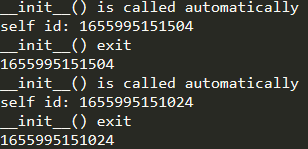 __init__() is called automatically
self id: 1655995151504
__init__() exit
1655995151504
__init__() is called automatically
self id: 1655995151024
__init__() exit
1655995151024